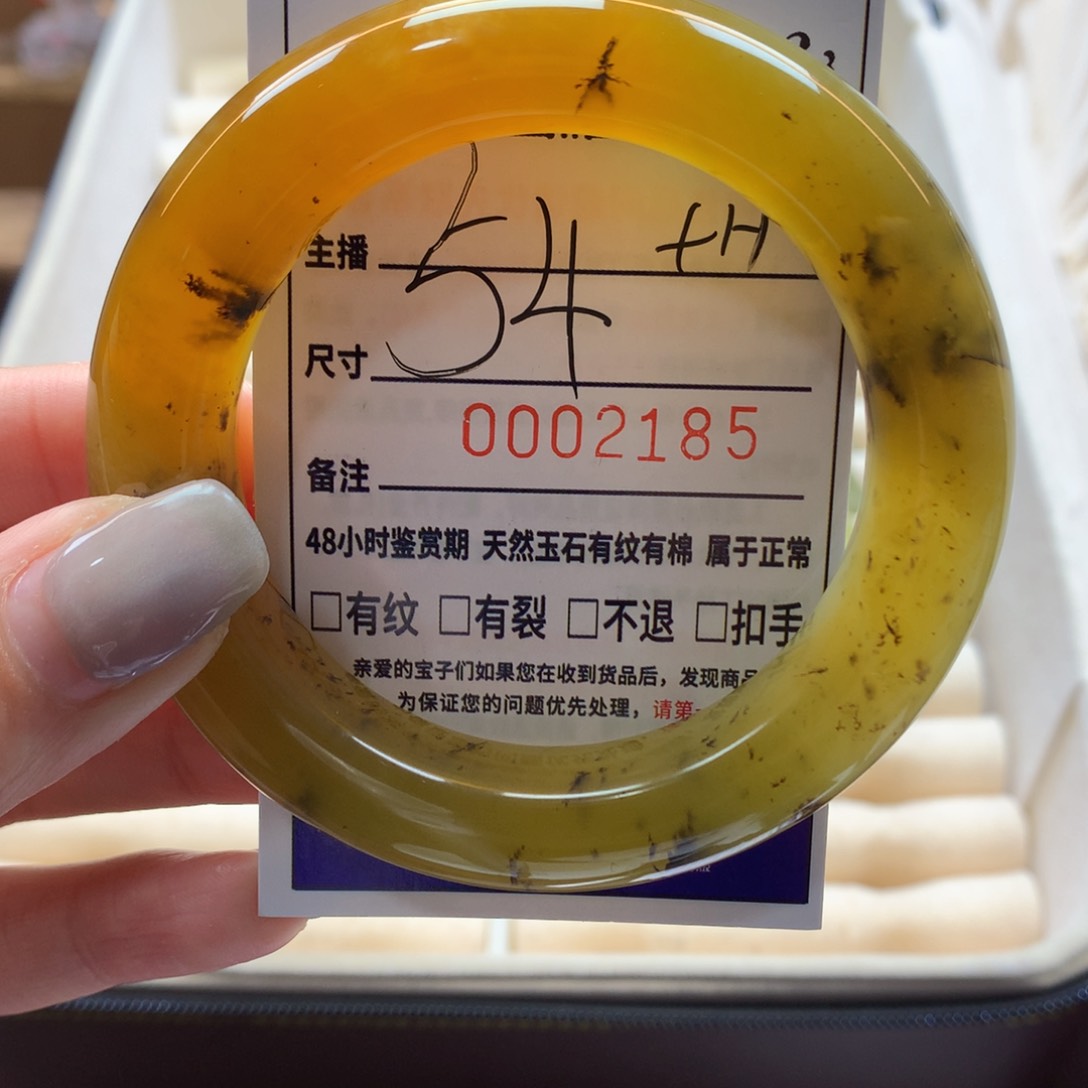 主播
54 tH
尺寸
0002185
备注
48小时鉴赏期 天然玉石有纹有棉 属于正常
□有纹 □有裂 □不退 □扣手
亲爱的宝子们如果您在收到货品后,发现商品
为保证您的问题优先处理,请第一